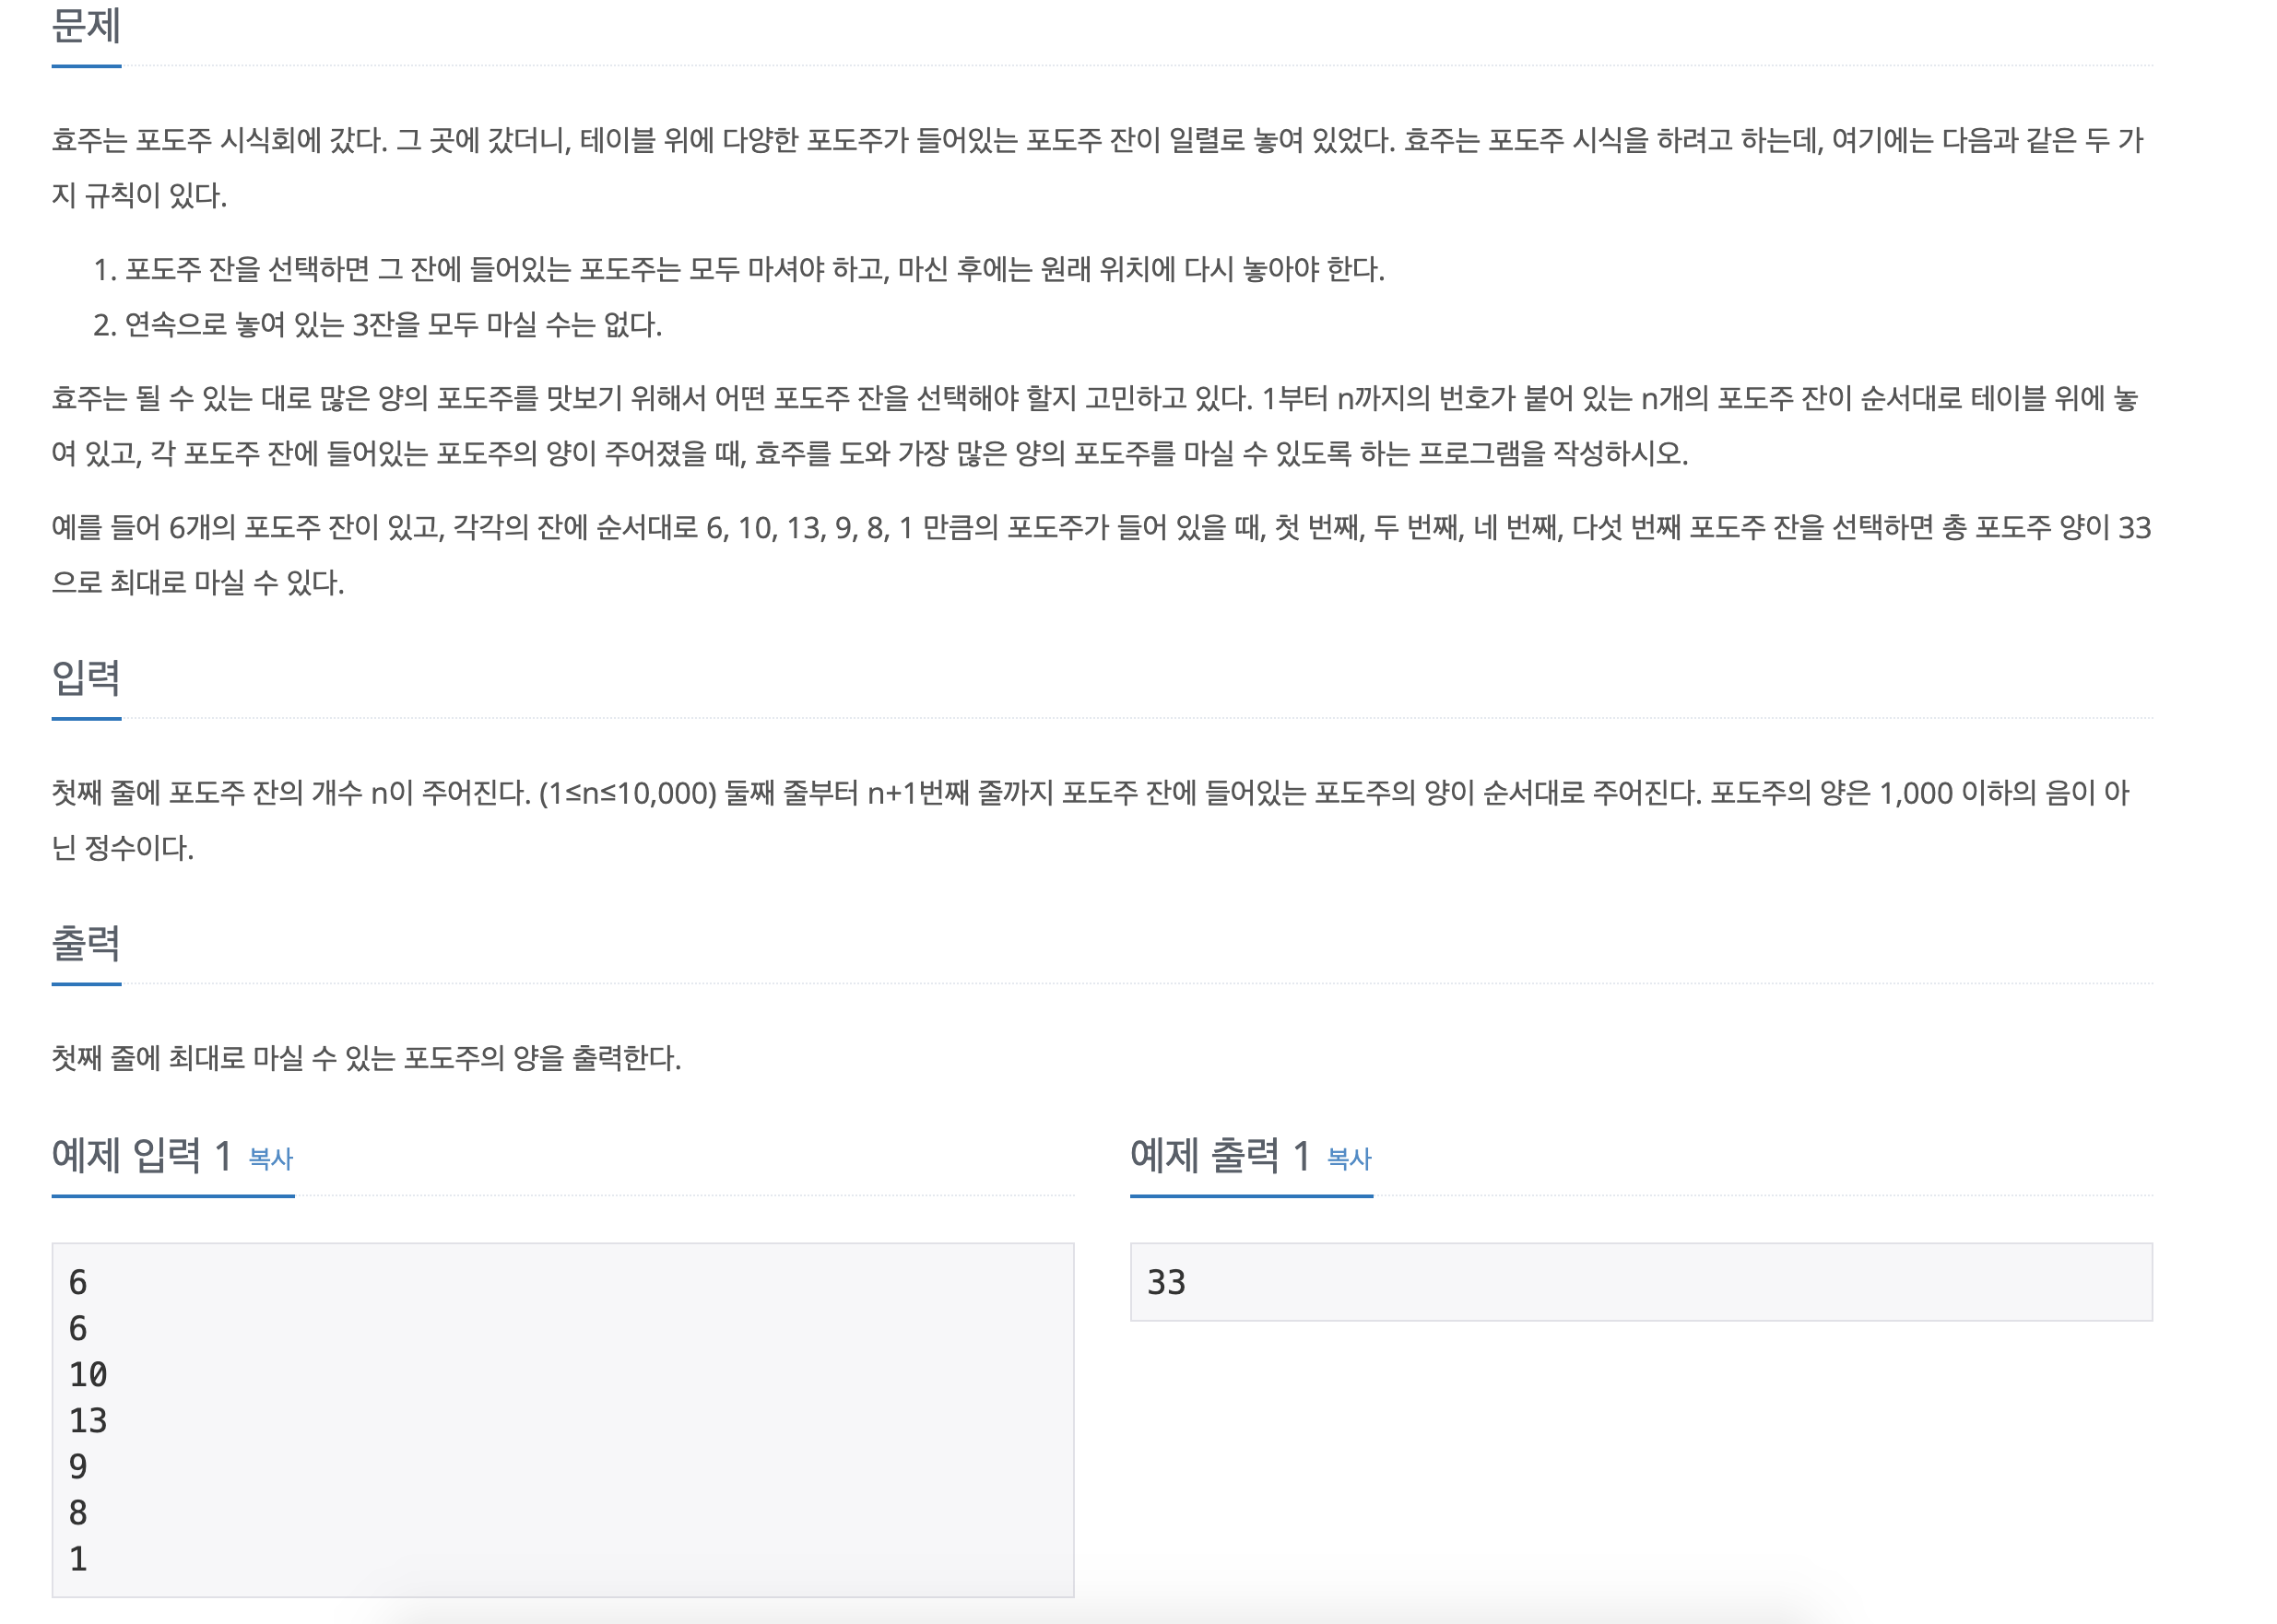 문제
효주는 포도주 시식회에 갔다. 그 곳에 갔더니, 테이블 위에 다양한 포도주가 들어있는 포도주 잔이 일렬로 놓여 있었다. 효주는 포도주 시식을 하려고 하는데, 여기에는 다음과 같은 두 가
지 규칙이 있다.
1. 포도주 잔을 선택하면 그 잔에 들어있는 포도주는 모두 마셔야 하고, 마신 후에는 원래 위치에 다시 놓아야 한다.
2. 연속으로 놓여 있는 3잔을 모두 마실 수는 없다.
효주는 될 수 있는 대로 많은 양의 포도주를 맛보기 위해서 어떤 포도주 잔을 선택해야 할지 고민하고 있다. 1부터 n까지의 번호가 붙어 있는 n개의 포도주 잔이 순서대로 테이블 위에 놓
여 있고, 각 포도주 잔에 들어있는 포도주의 양이 주어졌을 때, 효주를 도와 가장 많은 양의 포도주를 마실 수 있도록 하는 프로그램을 작성하시오.
예를 들어 6개의 포도주 잔이 있고, 각각의 잔에 순서대로 6, 10, 13, 9, 8, 1 만큼의 포도주가 들어 있을 때, 첫 번째, 두 번째, 네 번째, 다섯 번째 포도주 잔을 선택하면 총 포도주 양이 33
으로 최대로 마실 수 있다.
입력
첫째 줄에 포도주 잔의 개수 n이 주어진다. (1≤n≤10,000) 둘째 줄부터 n+1번째 줄까지 포도주 잔에 들어있는 포도주의 양이 순서대로 주어진다. 포도주의 양은 1,000 이하의 음이 아
닌 정수이다.
출력
첫째 줄에 최대로 마실 수 있는 포도주의 양을 출력한다.
예제 입력 1 복사
6
6
10
13
9
8
1
예제 출력 1 복사
33